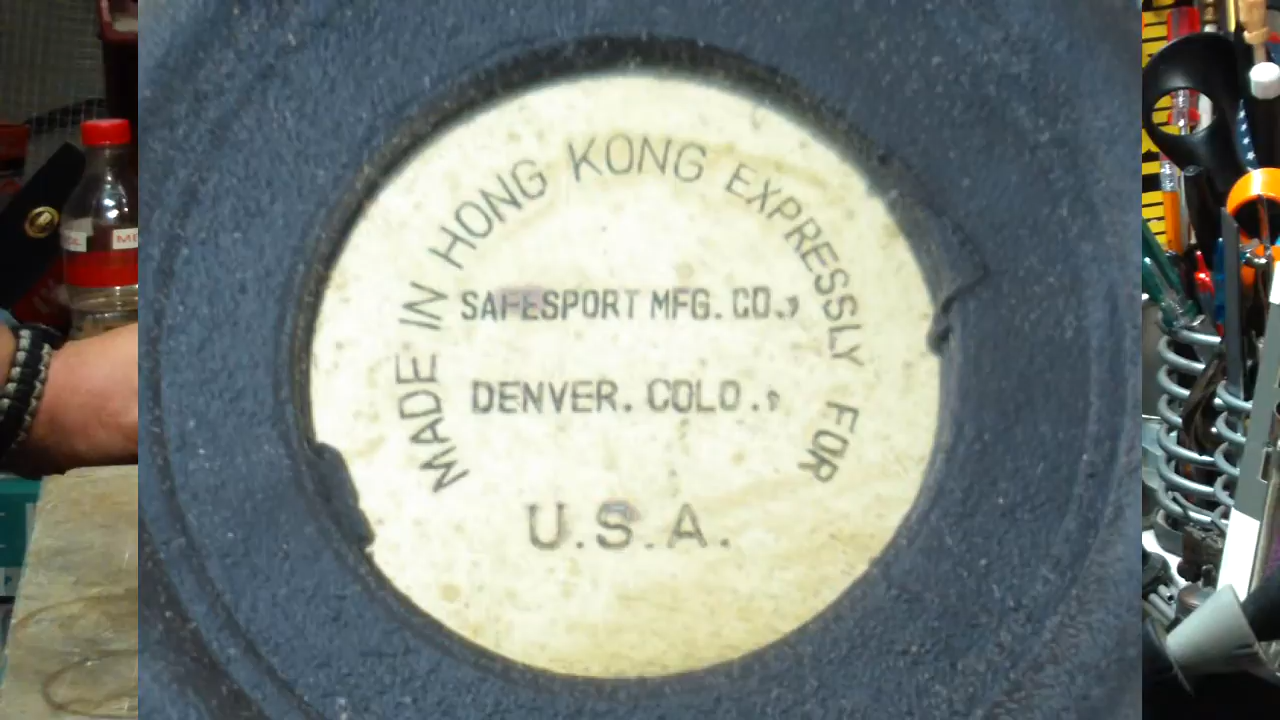 MADE IN HONG KONG EXPRESSLY FOR
SAFESPORT MFG. CO.,
DENVER. COLO.,
U.S.A.